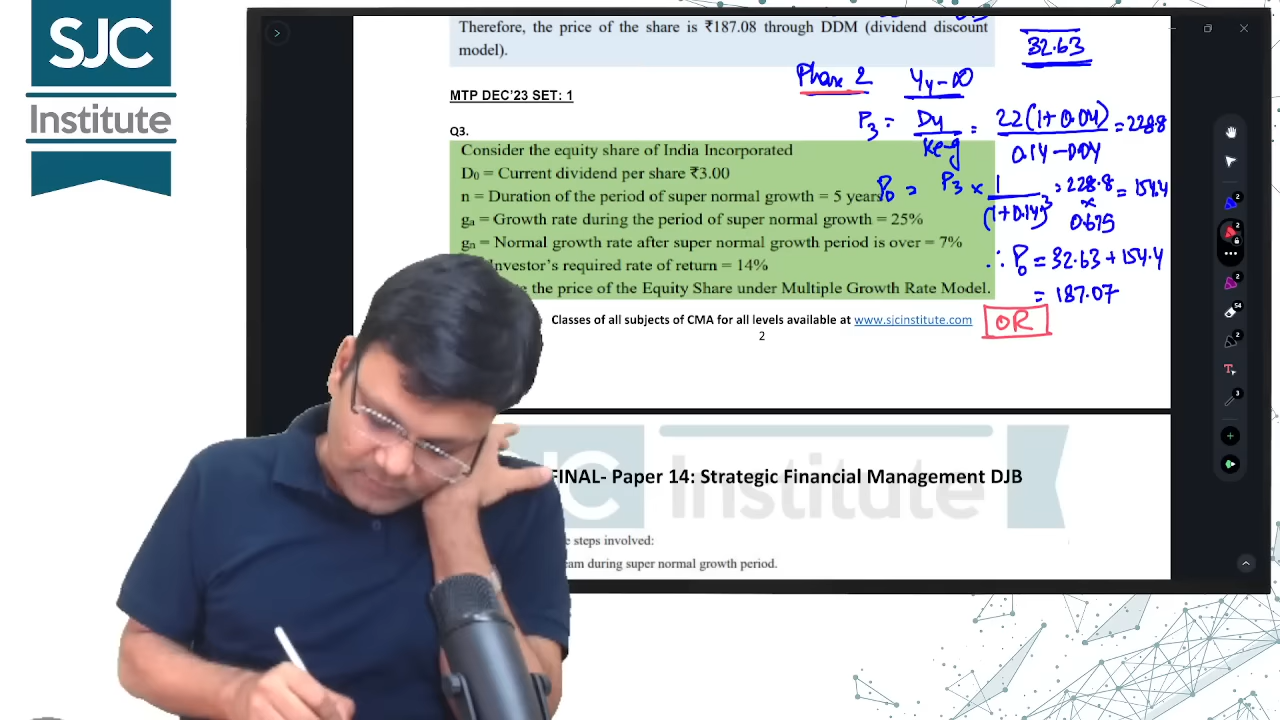 SJC
Institute
Therefore, the price of the share is ₹187.08 through DDM (dividend discount
model).
32.63
Phase 2 Y4-∞
MTP DEC'23 SET: 1
P3 = D4 / Ke-g = 22(1+0.04) / 0.14-0.04 = 228.8
Q3.
Consider the equity share of India Incorporated
D0 = Current dividend per share ₹3.00
n = Duration of the period of super normal growth = 5 years
P0 = P3 × 1 / (1+0.14)^3 = 228.8 × 0.675 = 154.4
ga = Growth rate during the period of super normal growth = 25%
gn = Normal growth rate after super normal growth period is over = 7%
Investor's required rate of return = 14%
∴ P0 = 32.63 + 154.4
the price of the Equity Share under Multiple Growth Rate Model.
= 187.07
Classes of all subjects of CMA for all levels available at www.sjcinstitute.com
OR
2
FINAL- Paper 14: Strategic Financial Management DJB
Institute
steps involved:
during super normal growth period.